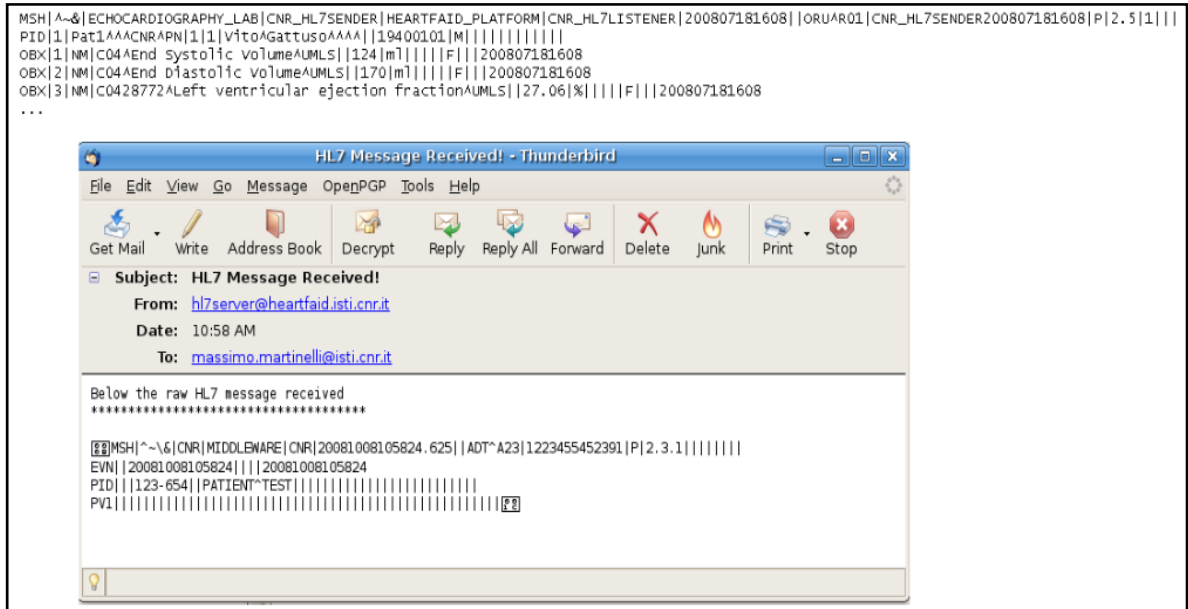 MSH|^~&|ECHOCARDIOGRAPHY_LAB|CNR_HL7SENDER|HEARTFAID_PLATFORM|CNR_HL7LISTENER|200807181608||ORU^R01|CNR_HL7SENDER200807181608|P|2.5|1|||
PID|1|Pat1^^^CNR^PN|1|1|Vito^Gattuso^^^^||19400101|M||||||||||||
OBX|1|NM|C04^End Systolic Volume^UMLS||124|ml|||||F|||200807181608
OBX|2|NM|C04^End Diastolic Volume^UMLS||170|ml|||||F|||200807181608
OBX|3|NM|C0428772^Left ventricular ejection fraction^UMLS||27.06|%|||||F|||200807181608
...
HL7 Message Received! - Thunderbird
File Edit View Go Message OpenPGP Tools Help
Get Mail Write Address Book Decrypt Reply Reply All Forward Delete Junk Print Stop
Subject: HL7 Message Received!
From: hl7server@heartfaid.isti.cnr.it
Date: 10:58 AM
To: massimo.martinelli@isti.cnr.it
Below the raw HL7 message received
*************************************
MSH|^~\&|CNR|MIDDLEWARE|CNR|20081008105824.625||ADT^A23|1223455452391|P|2.3.1||||||||
EVN||20081008105824||||20081008105824
PID|||123-654||PATIENT^TEST||||||||||||||||||||||||||
PV1||||||||||||||||||||||||||||||||||||||||||||||||||||